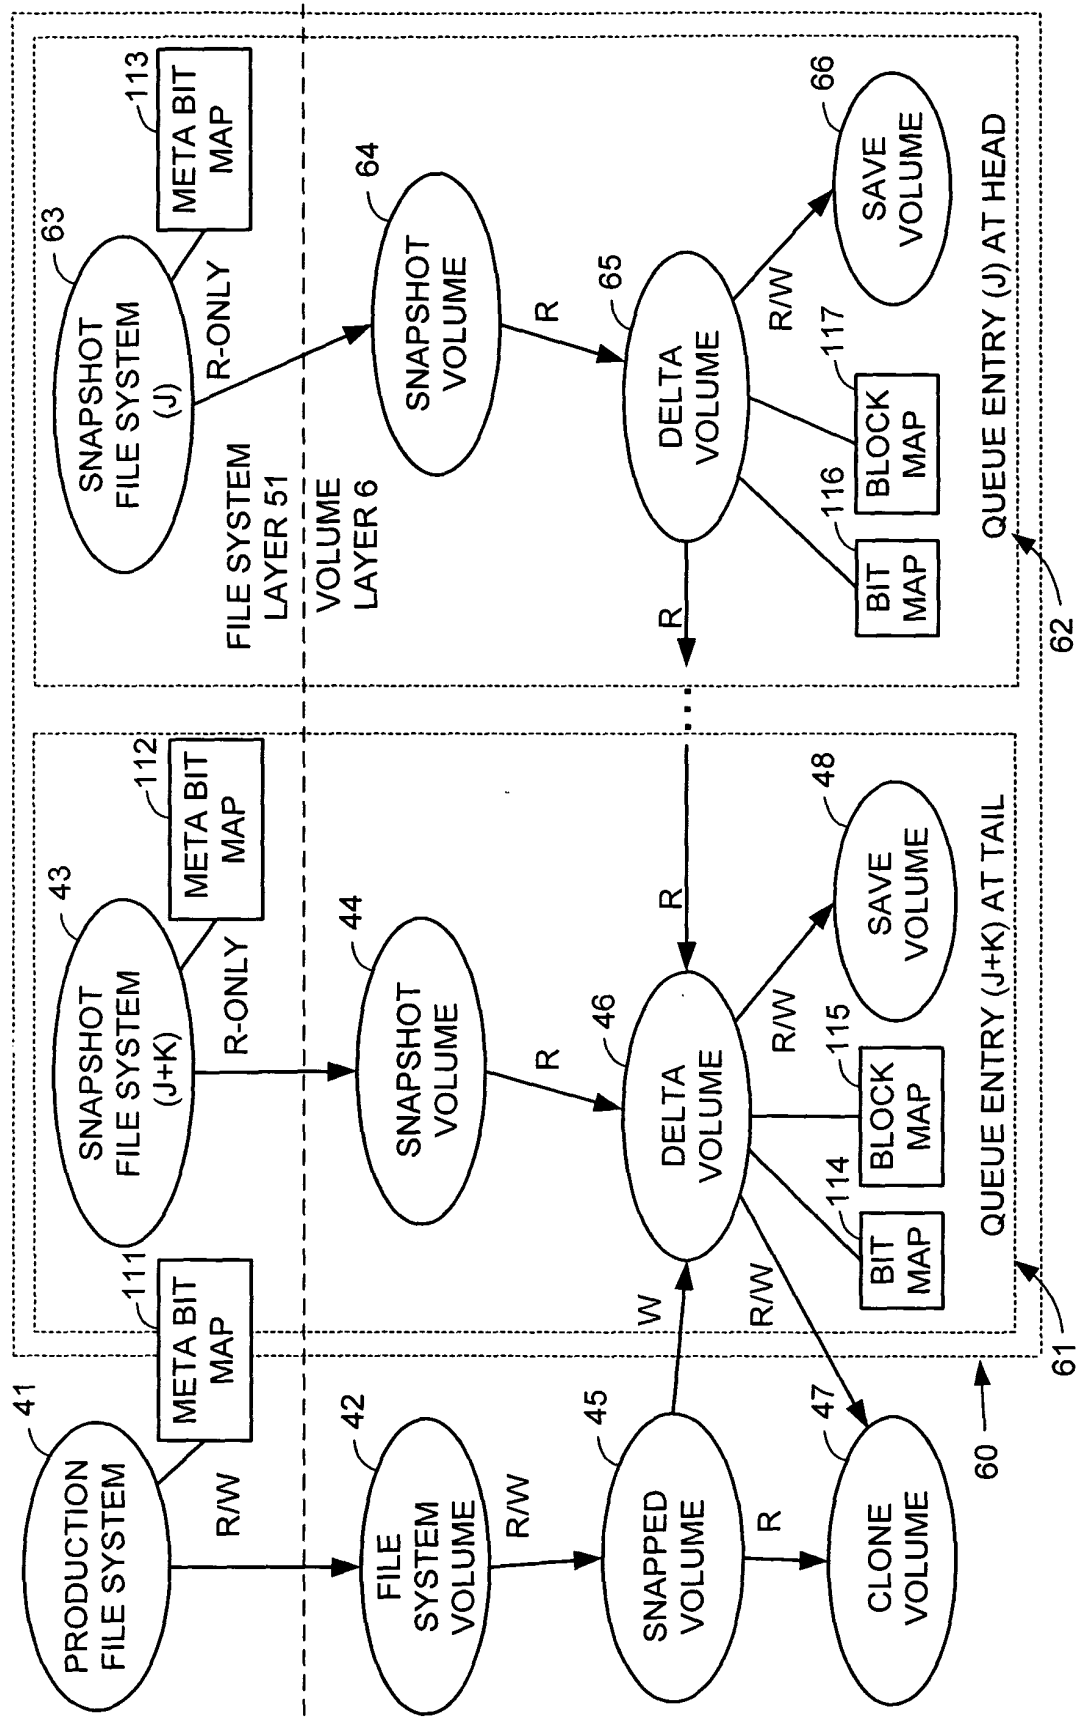 41
PRODUCTION
FILE SYSTEM
111
META BIT
MAP
R/W
43
SNAPSHOT
FILE SYSTEM
(J+K)
112
META BIT
MAP
R-ONLY
63
SNAPSHOT
FILE SYSTEM
(J)
113
META BIT
MAP
R-ONLY
FILE SYSTEM
LAYER 51
VOLUME
LAYER 6
42
FILE
SYSTEM
VOLUME
R/W
44
SNAPSHOT
VOLUME
R
64
SNAPSHOT
VOLUME
R
45
SNAPPED
VOLUME
W
R
46
DELTA
VOLUME
R/W
R/W
R
R
65
DELTA
VOLUME
R/W
47
CLONE
VOLUME
114
BIT
MAP
115
BLOCK
MAP
48
SAVE
VOLUME
116
BIT
MAP
117
BLOCK
MAP
66
SAVE
VOLUME
QUEUE ENTRY (J+K) AT TAIL
QUEUE ENTRY (J) AT HEAD
60
61
62